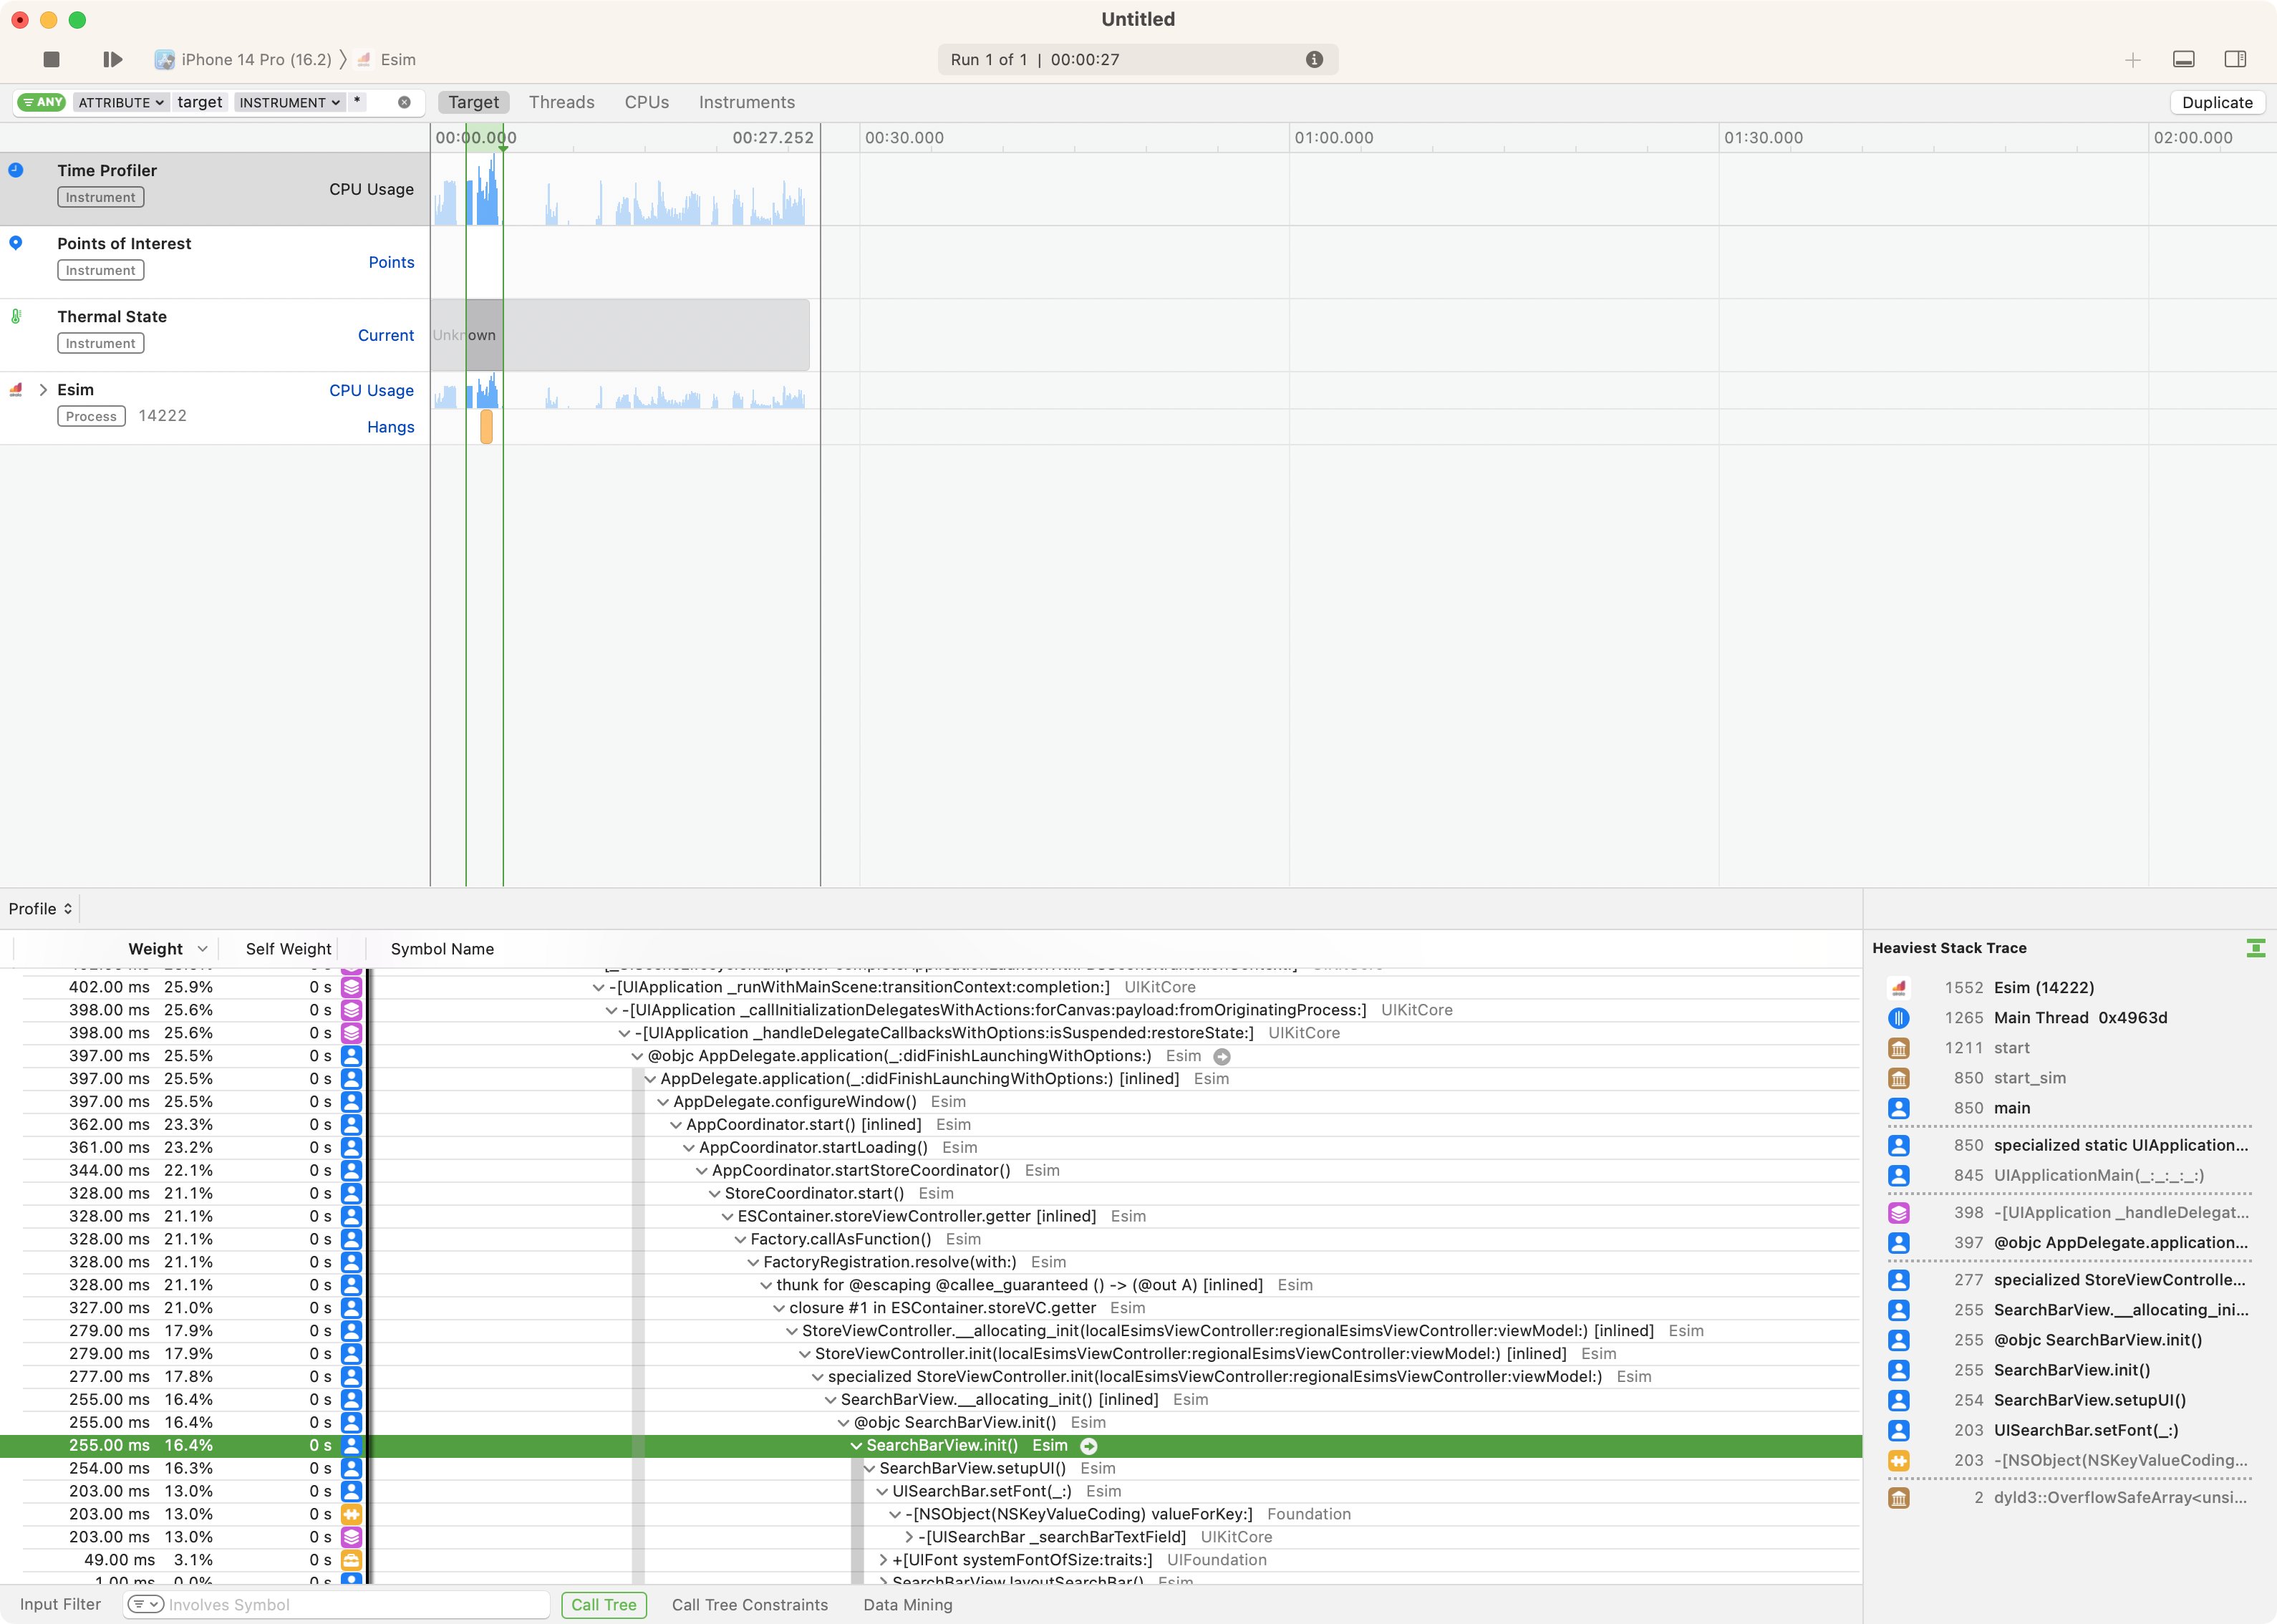 Untitled
iPhone 14 Pro (16.2) 〉 Esim
Run 1 of 1 | 00:00:27
ANY ATTRIBUTE target INSTRUMENT *
Target Threads CPUs Instruments
Duplicate
00:00.000 00:27.252 00:30.000 01:00.000 01:30.000 02:00.000
Time Profiler
Instrument
CPU Usage
Points of Interest
Instrument
Points
Thermal State
Instrument
Current
Unknown
Esim
Process 14222
CPU Usage
Hangs
Profile
Weight Self Weight Symbol Name
402.00 ms 25.9% 0 s -[UIApplication _runWithMainScene:transitionContext:completion:] UIKitCore
398.00 ms 25.6% 0 s -[UIApplication _callInitializationDelegatesWithActions:forCanvas:payload:fromOriginatingProcess:] UIKitCore
398.00 ms 25.6% 0 s -[UIApplication _handleDelegateCallbacksWithOptions:isSuspended:restoreState:] UIKitCore
397.00 ms 25.5% 0 s @objc AppDelegate.application(_:didFinishLaunchingWithOptions:) Esim
397.00 ms 25.5% 0 s AppDelegate.application(_:didFinishLaunchingWithOptions:) [inlined] Esim
397.00 ms 25.5% 0 s AppDelegate.configureWindow() Esim
362.00 ms 23.3% 0 s AppCoordinator.start() [inlined] Esim
361.00 ms 23.2% 0 s AppCoordinator.startLoading() Esim
344.00 ms 22.1% 0 s AppCoordinator.startStoreCoordinator() Esim
328.00 ms 21.1% 0 s StoreCoordinator.start() Esim
328.00 ms 21.1% 0 s ESContainer.storeViewController.getter [inlined] Esim
328.00 ms 21.1% 0 s Factory.callAsFunction() Esim
328.00 ms 21.1% 0 s FactoryRegistration.resolve(with:) Esim
328.00 ms 21.1% 0 s thunk for @escaping @callee_guaranteed () -> (@out A) [inlined] Esim
327.00 ms 21.0% 0 s closure #1 in ESContainer.storeVC.getter Esim
279.00 ms 17.9% 0 s StoreViewController.__allocating_init(localEsimsViewController:regionalEsimsViewController:viewModel:) [inlined] Esim
279.00 ms 17.9% 0 s StoreViewController.init(localEsimsViewController:regionalEsimsViewController:viewModel:) [inlined] Esim
277.00 ms 17.8% 0 s specialized StoreViewController.init(localEsimsViewController:regionalEsimsViewController:viewModel:) Esim
255.00 ms 16.4% 0 s SearchBarView.__allocating_init() [inlined] Esim
255.00 ms 16.4% 0 s @objc SearchBarView.init() Esim
255.00 ms 16.4% 0 s SearchBarView.init() Esim
254.00 ms 16.3% 0 s SearchBarView.setupUI() Esim
203.00 ms 13.0% 0 s UISearchBar.setFont(_:) Esim
203.00 ms 13.0% 0 s -[NSObject(NSKeyValueCoding) valueForKey:] Foundation
203.00 ms 13.0% 0 s -[UISearchBar _searchBarTextField] UIKitCore
49.00 ms 3.1% 0 s +[UIFont systemFontOfSize:traits:] UIFoundation
1.00 ms 0.0% 0 s SearchBarView.layoutSearchBar() Esim
Heaviest Stack Trace
1552 Esim (14222)
1265 Main Thread 0x4963d
1211 start
850 start_sim
850 main
850 specialized static UIApplication...
845 UIApplicationMain(_:_:_:_:)
398 -[UIApplication _handleDelegat...
397 @objc AppDelegate.application...
277 specialized StoreViewControlle...
255 SearchBarView.__allocating_ini...
255 @objc SearchBarView.init()
255 SearchBarView.init()
254 SearchBarView.setupUI()
203 UISearchBar.setFont(_:)
203 -[NSObject(NSKeyValueCoding...
2 dyld3::OverflowSafeArray<unsi...
Input Filter Involves Symbol Call Tree Call Tree Constraints Data Mining